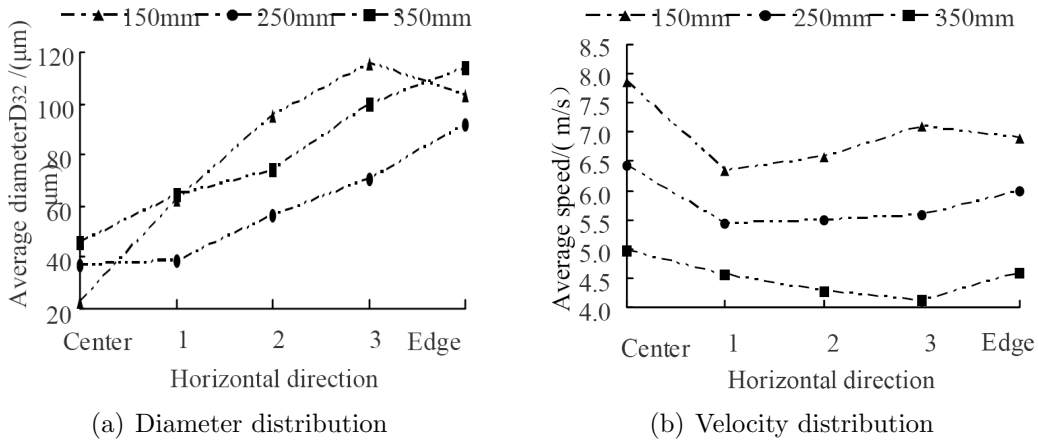 150mm 250mm 350mm
Average diameterD32 /(μm)
μm)
120
100
80
60
40
20
Center 1 2 3 Edge
Horizontal direction
(a) Diameter distribution
150mm 250mm 350mm
Average speed/( m/s )
8.5
8.0
7.5
7.0
6.5
6.0
5.5
5.0
4.5
4.0
Center 1 2 3 Edge
Horizontal direction
(b) Velocity distribution